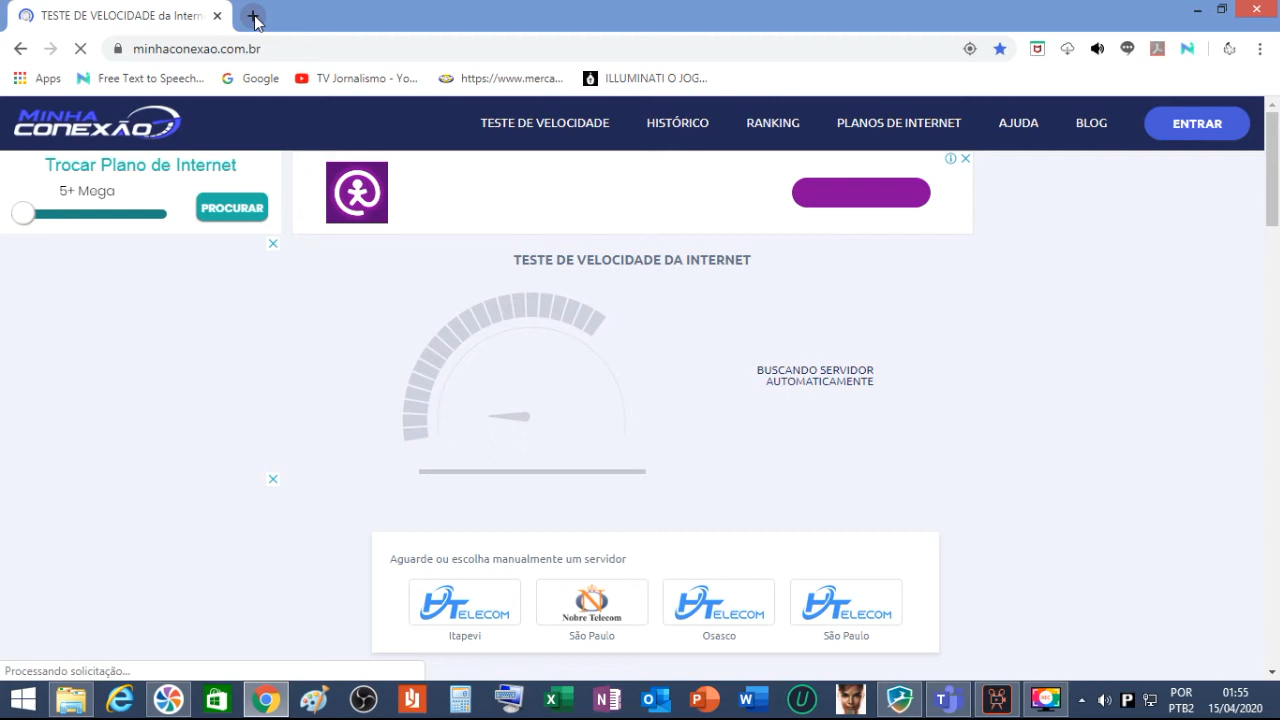 TESTE DE VELOCIDADE da Intern
minhaconexao.com.br
Apps
Free Text to Speech...
Google
TV Jornalismo - Yo...
https://www.merca...
ILLUMINATI O JOG...
MINHA CONEXÃO
TESTE DE VELOCIDADE
HISTÓRICO
RANKING
PLANOS DE INTERNET
AJUDA
BLOG
ENTRAR
Trocar Plano de Internet
5+ Mega
PROCURAR
TESTE DE VELOCIDADE DA INTERNET
BUSCANDO SERVIDOR
AUTOMATICAMENTE
Aguarde ou escolha manualmente um servidor
HTELECOM
Nobre Telecom
HTELECOM
HTELECOM
Itapevi
São Paulo
Osasco
São Paulo
Processando solicitação...
POR
PTB2
01:55
15/04/2020